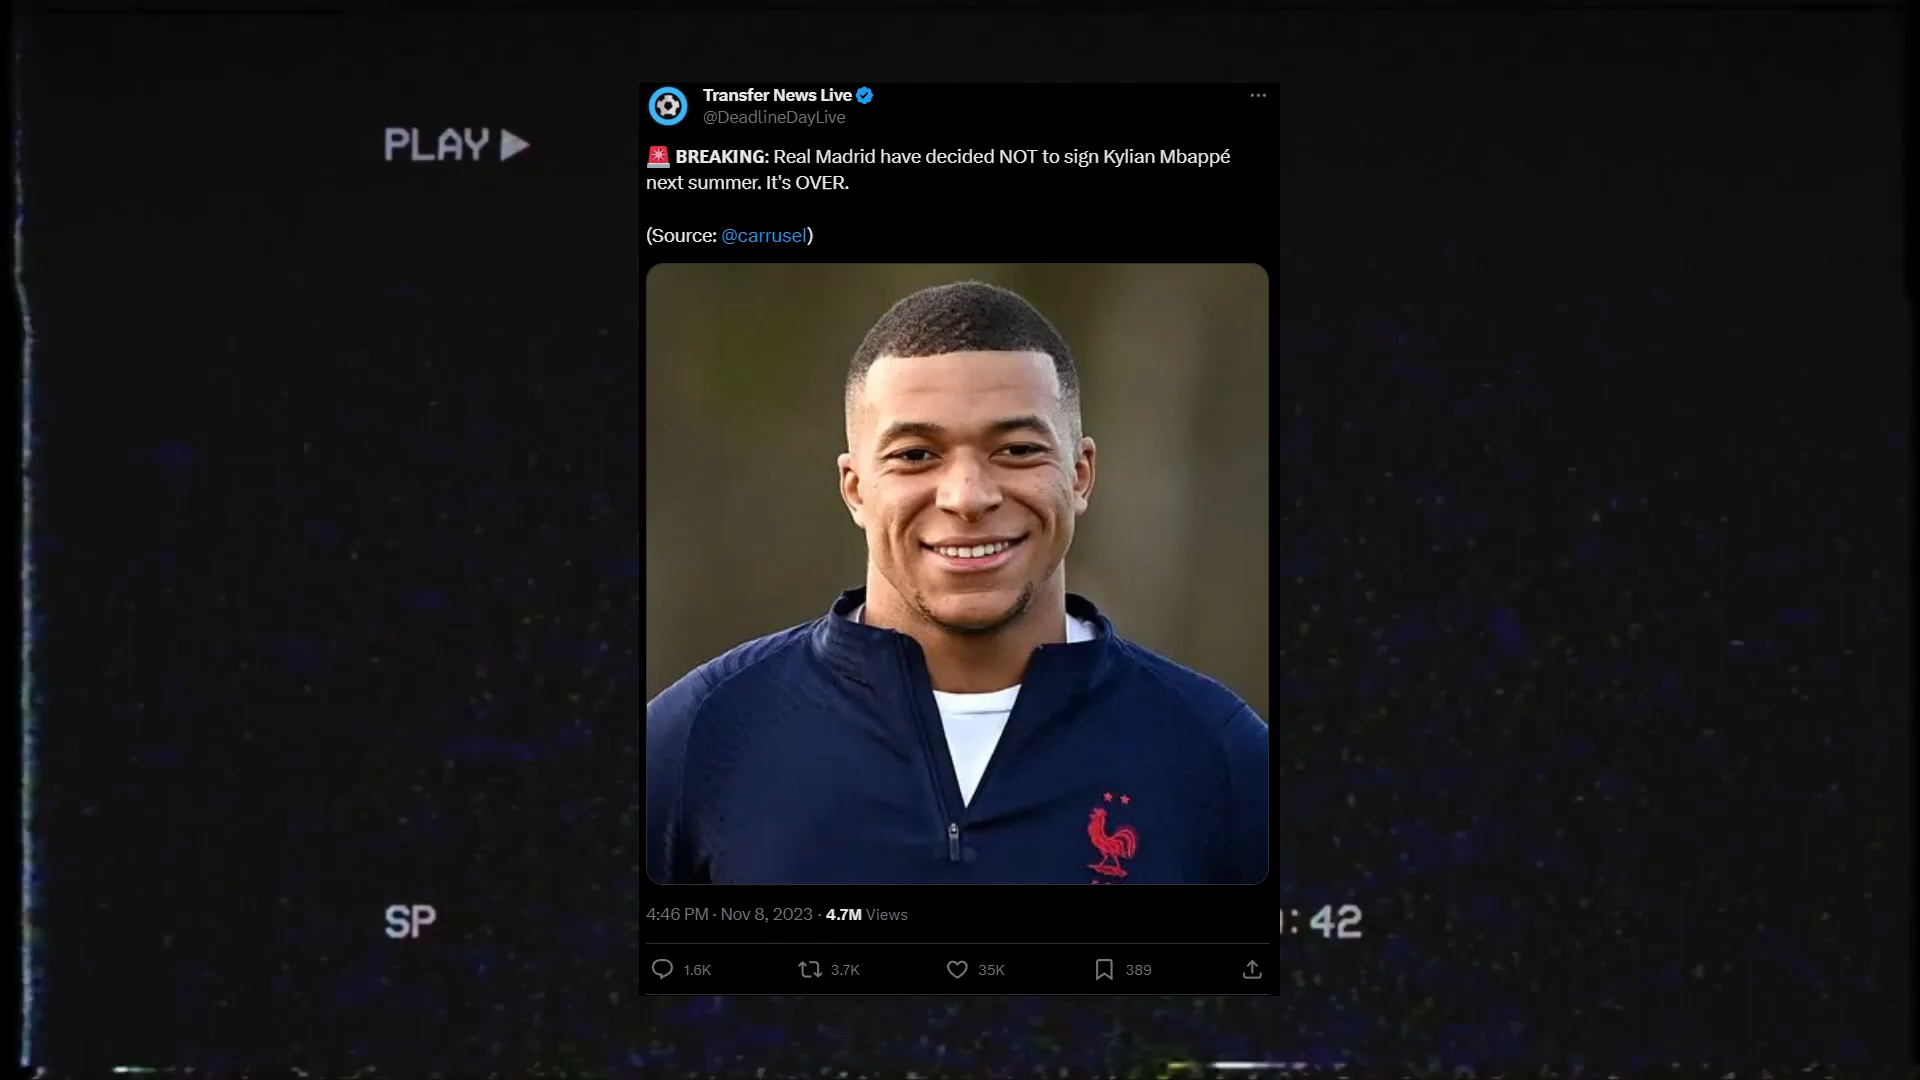 PLAY
Transfer News Live
@DeadlineDayLive
BREAKING: Real Madrid have decided NOT to sign Kylian Mbappé
next summer. It's OVER.
(Source: @carrusel)
4:46 PM · Nov 8, 2023 · 4.7M Views
SP
:42
1.6K
3.7K
35K
389